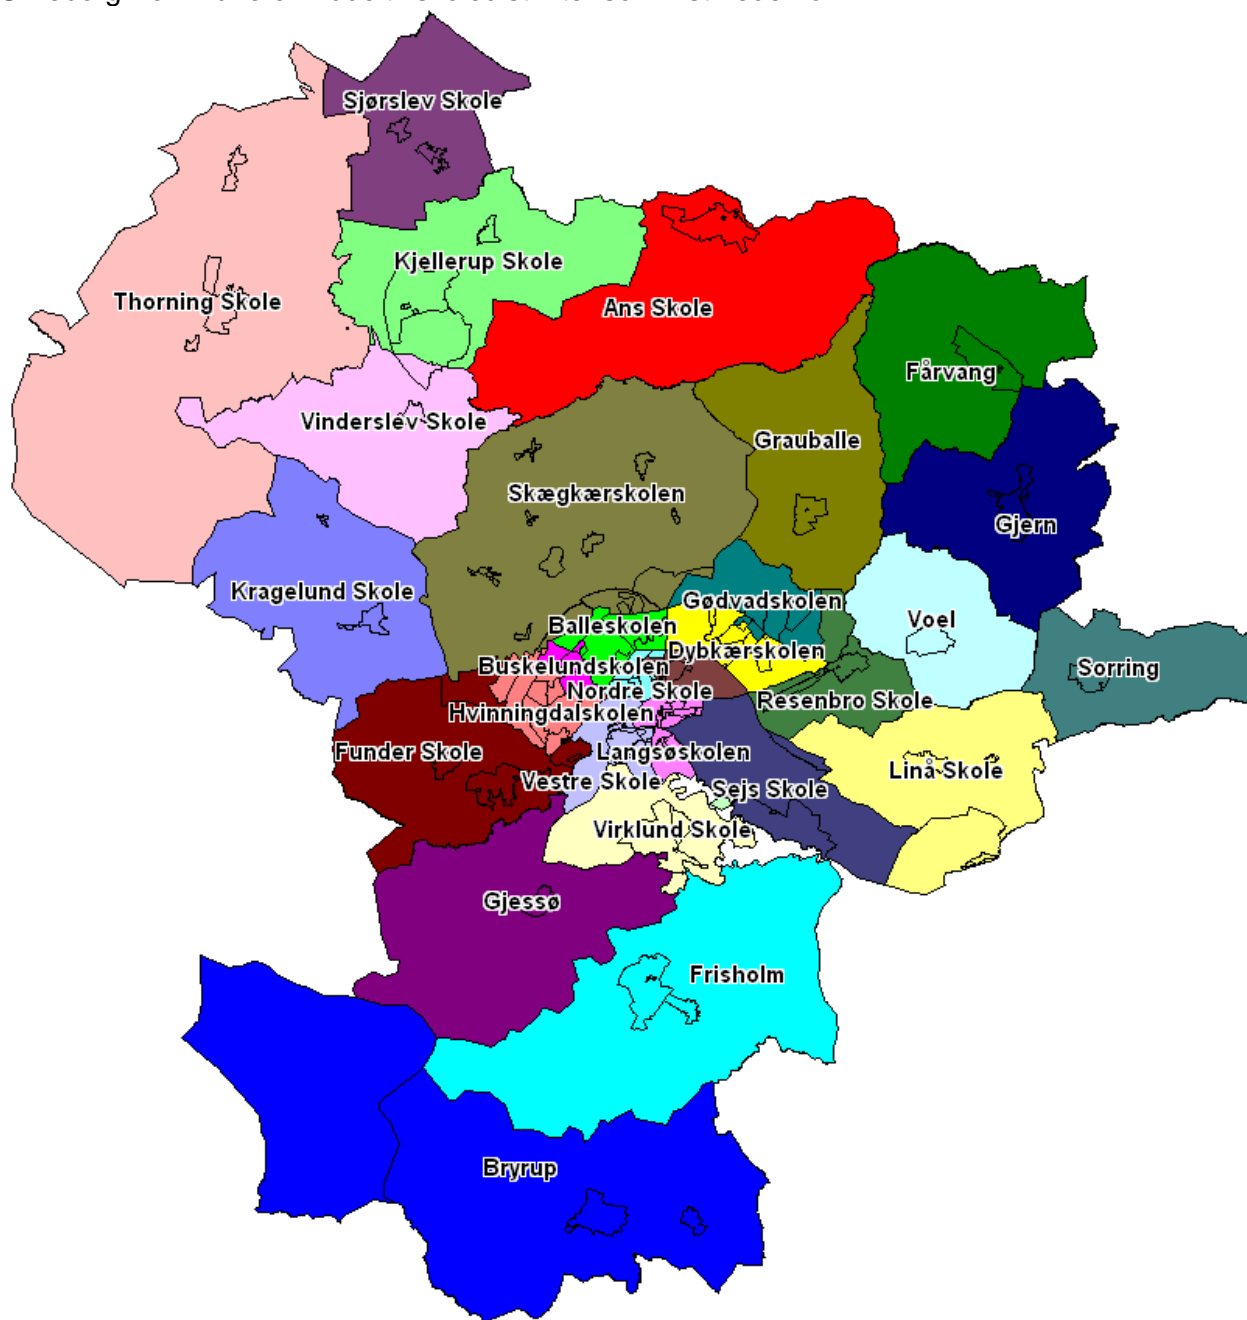 Sjørslev Skole
Kjellerup Skole
Thorning Skole
Ans Skole
Fårvang
Vinderslev Skole
Grauballe
Skægkærskolen
Gjern
Kragelund Skole
Gødvadskolen
Voel
Balleskolen
Dybkærskolen
Buskelundskolen
Sorring
Nordre Skole
Resenbro Skole
Hvinningdalskolen
Funder Skole
Langsøskolen
Linå Skole
Vestre Skole
Sejs Skole
Virklund Skole
Gjessø
Frisholm
Bryrup